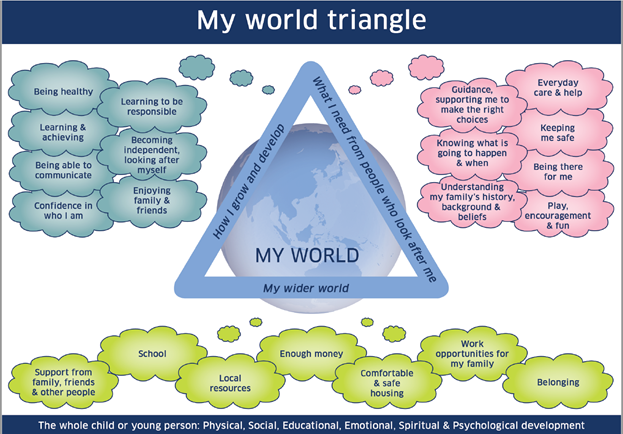 My world triangle
Being healthy
Learning to be
responsible
Learning &
achieving
Becoming
independent,
looking after
myself
Being able to
communicate
Enjoying
family &
friends
Confidence in
who I am
How I grow and develop
What I need from people who look after me
My wider world
MY WORLD
Guidance,
supporting me to
make the right
choices
Everyday
care & help
Keeping
me safe
Knowing what is
going to happen
& when
Being there
for me
Understanding
my family's history,
background &
beliefs
Play,
encouragement
& fun
Support from
family, friends
& other people
School
Local
resources
Enough money
Comfortable
& safe
housing
Work
opportunities for
my family
Belonging
The whole child or young person: Physical, Social, Educational, Emotional, Spiritual & Psychological development